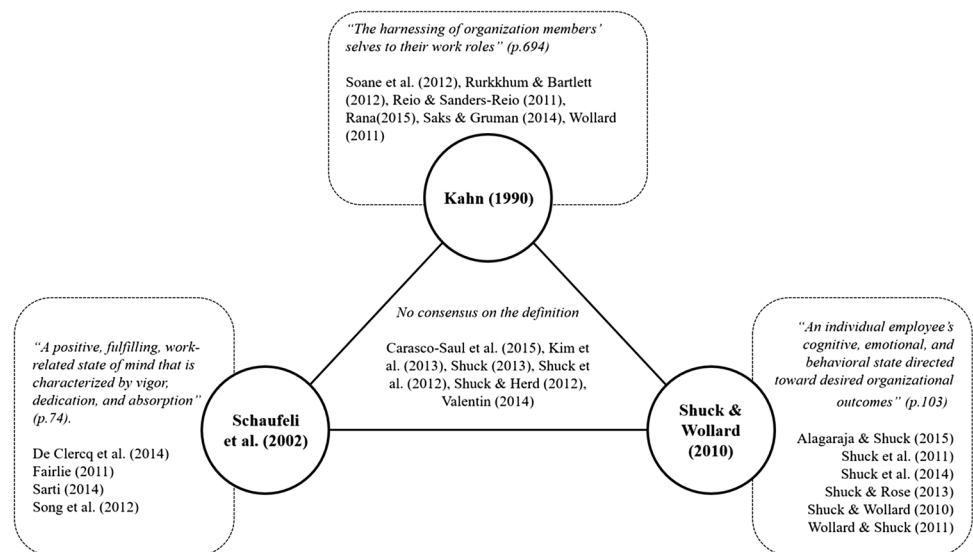 “The harnessing of organization members’
selves to their work roles” (p.694)
Soane et al. (2012), Rurkkhum & Bartlett
(2012), Reio & Sanders-Reio (2011),
Rana(2015), Saks & Gruman (2014), Wollard
(2011)
Kahn (1990)
No consensus on the definition
Carasco-Saul et al. (2015), Kim et
al. (2013), Shuck (2013), Shuck et
al. (2012), Shuck & Herd (2012),
Valentin (2014)
“A positive, fulfilling, work-
related state of mind that is
characterized by vigor,
dedication, and absorption”
(p.74).
De Clercq et al. (2014)
Fairlie (2011)
Sarti (2014)
Song et al. (2012)
Schaufeli
et al. (2002)
Shuck &
Wollard
(2010)
“An individual employee’s
cognitive, emotional, and
behavioral state directed
toward desired organizational
outcomes” (p.103)
Alagaraja & Shuck (2015)
Shuck et al. (2011)
Shuck et al. (2014)
Shuck & Rose (2013)
Shuck & Wollard (2010)
Wollard & Shuck (2011)